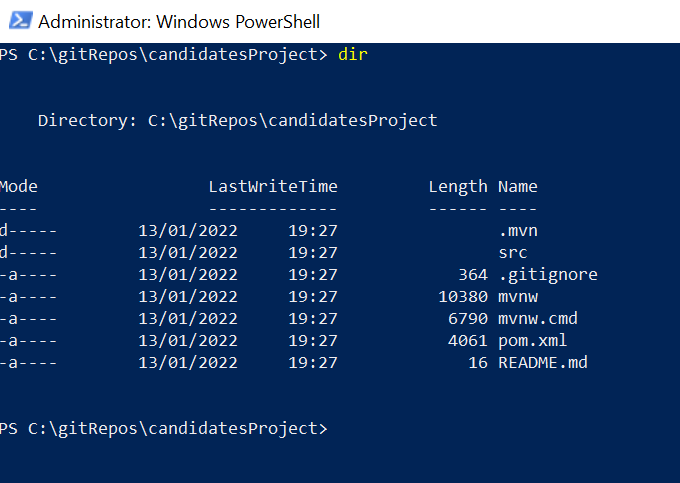 Administrator: Windows PowerShell
PS C:\gitRepos\candidatesProject> dir
Directory: C:\gitRepos\candidatesProject
Mode LastWriteTime Length Name
---- ------------- ------ ----
d----- 13/01/2022 19:27 .mvn
d----- 13/01/2022 19:27 src
-a---- 13/01/2022 19:27 364 .gitignore
-a---- 13/01/2022 19:27 10380 mvnw
-a---- 13/01/2022 19:27 6790 mvnw.cmd
-a---- 13/01/2022 19:27 4061 pom.xml
-a---- 13/01/2022 19:27 16 README.md
PS C:\gitRepos\candidatesProject>